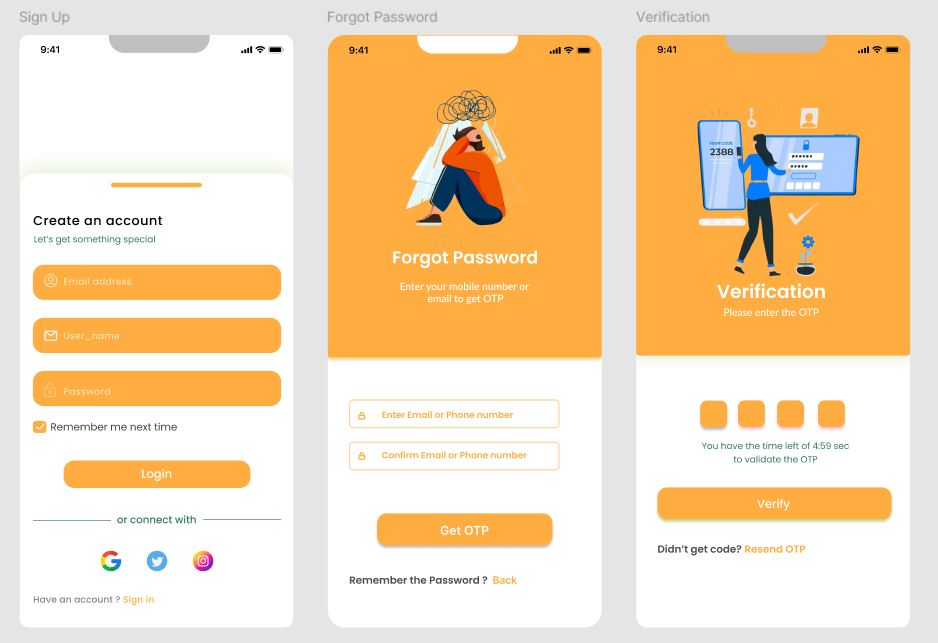 Sign Up
9:41
Create an account
Let's get something special
Email address
User_name
Password
Remember me next time
Login
or connect with
Have an account ? Sign in
Forgot Password
9:41
Forgot Password
Enter your mobile number or
email to get OTP
Enter Email or Phone number
Confirm Email or Phone number
Get OTP
Remember the Password ? Back
Verification
9:41
YOUR CODE
2388
Verification
Please enter the OTP
You have the time left of 4:59 sec
to validate the OTP
Verify
Didn't get code? Resend OTP